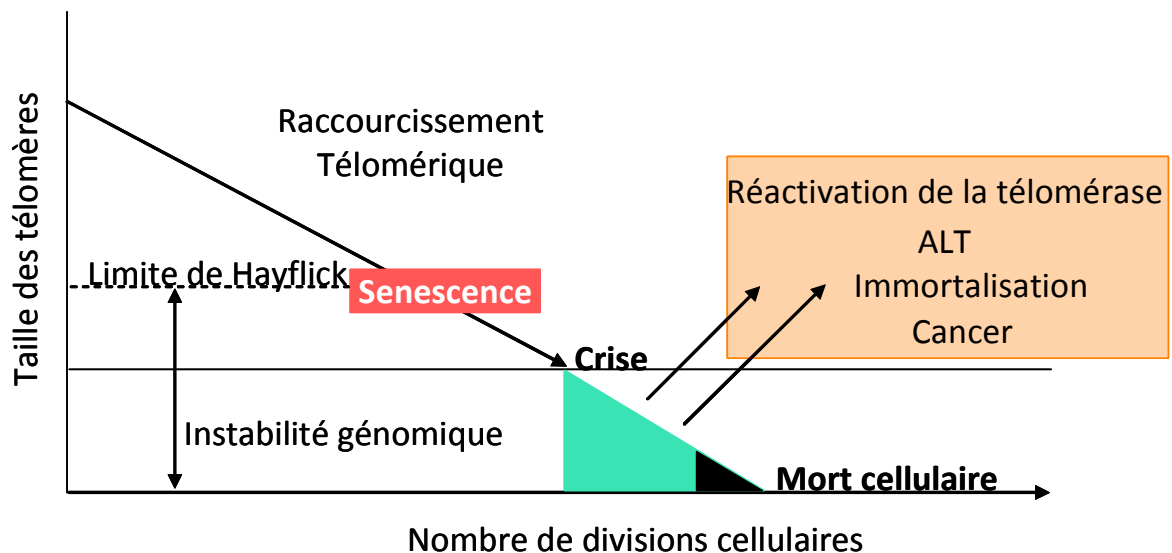 Taille des télomères
Raccourcissement
Télomérique
Limite de Hayflick
Senescence
Réactivation de la télomérase
ALT
Immortalisation
Cancer
Crise
Instabilité génomique
Mort cellulaire
Nombre de divisions cellulaires